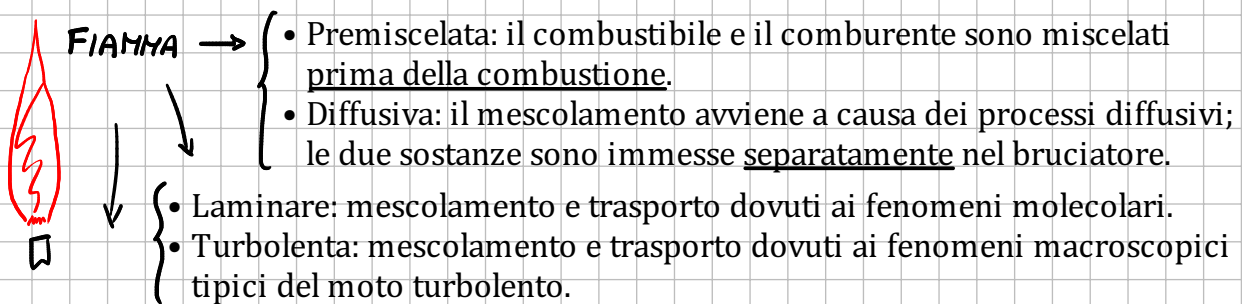 FIAMMA → • Premiscelata: il combustibile e il comburente sono miscelati
prima della combustione.
• Diffusiva: il mescolamento avviene a causa dei processi diffusivi;
le due sostanze sono immesse separatamente nel bruciatore.
• Laminare: mescolamento e trasporto dovuti ai fenomeni molecolari.
• Turbolenta: mescolamento e trasporto dovuti ai fenomeni macroscopici
tipici del moto turbolento.